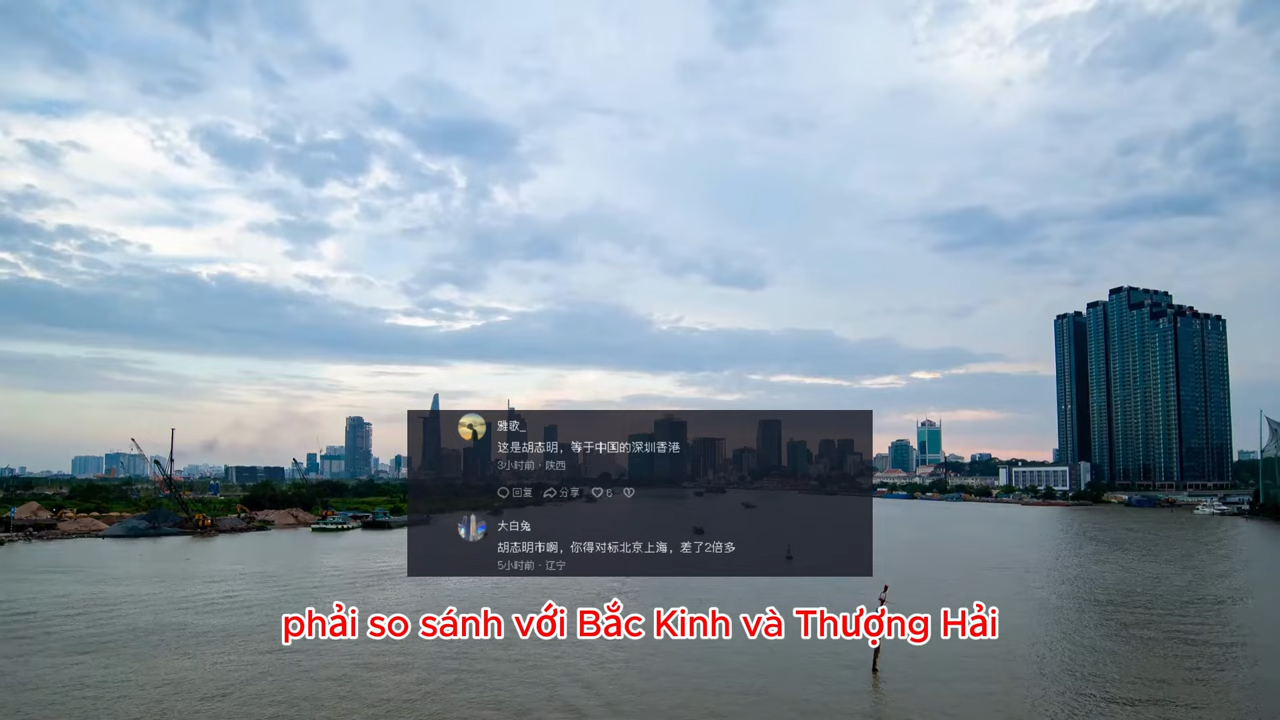 雅歌_
这是胡志明，等于中国的深圳香港
3小时前 · 陕西
回复 分享 6
大白兔
胡志明市啊，你得对标北京上海，差了2倍多
5小时前 · 辽宁
phải so sánh với Bắc Kinh và Thượng Hải